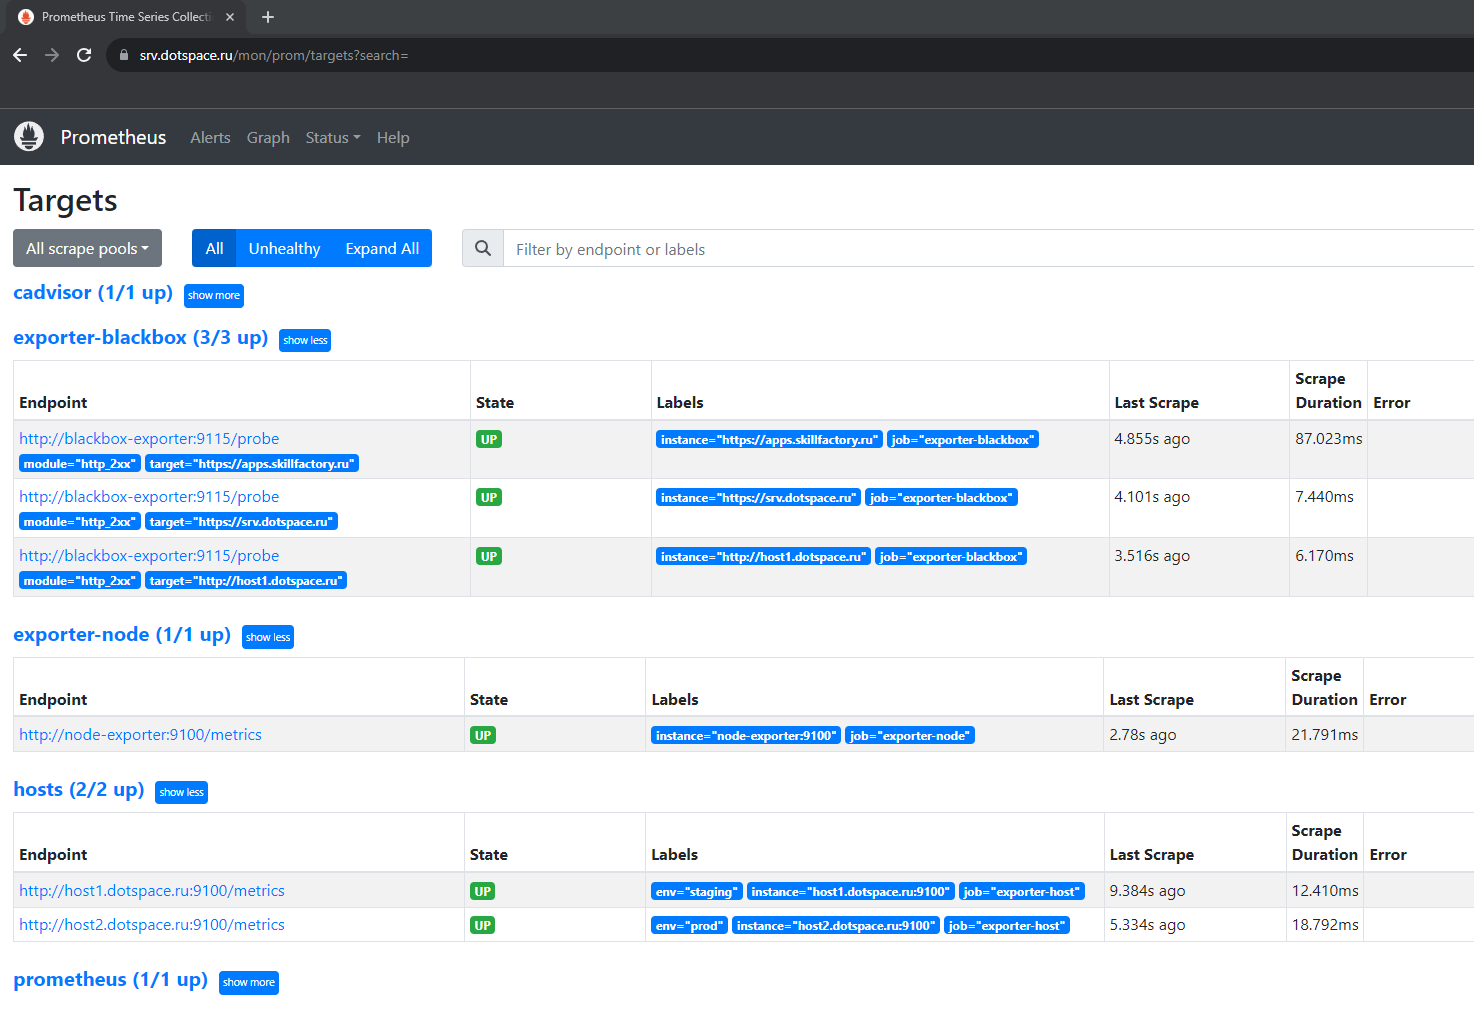 Prometheus Time Series Collecti
srv.dotspace.ru/mon/prom/targets?search=
Prometheus Alerts Graph Status Help
Targets
All scrape pools All Unhealthy Expand All Filter by endpoint or labels
cadvisor (1/1 up) show more
exporter-blackbox (3/3 up) show less
Endpoint State Labels Last Scrape Scrape Duration Error
http://blackbox-exporter:9115/probe UP instance="https://apps.skillfactory.ru" job="exporter-blackbox" 4.855s ago 87.023ms
module="http_2xx" target="https://apps.skillfactory.ru"
http://blackbox-exporter:9115/probe UP instance="https://srv.dotspace.ru" job="exporter-blackbox" 4.101s ago 7.440ms
module="http_2xx" target="https://srv.dotspace.ru"
http://blackbox-exporter:9115/probe UP instance="http://host1.dotspace.ru" job="exporter-blackbox" 3.516s ago 6.170ms
module="http_2xx" target="http://host1.dotspace.ru"
exporter-node (1/1 up) show less
Endpoint State Labels Last Scrape Scrape Duration Error
http://node-exporter:9100/metrics UP instance="node-exporter:9100" job="exporter-node" 2.78s ago 21.791ms
hosts (2/2 up) show less
Endpoint State Labels Last Scrape Scrape Duration Error
http://host1.dotspace.ru:9100/metrics UP env="staging" instance="host1.dotspace.ru:9100" job="exporter-host" 9.384s ago 12.410ms
http://host2.dotspace.ru:9100/metrics UP env="prod" instance="host2.dotspace.ru:9100" job="exporter-host" 5.334s ago 18.792ms
prometheus (1/1 up) show more